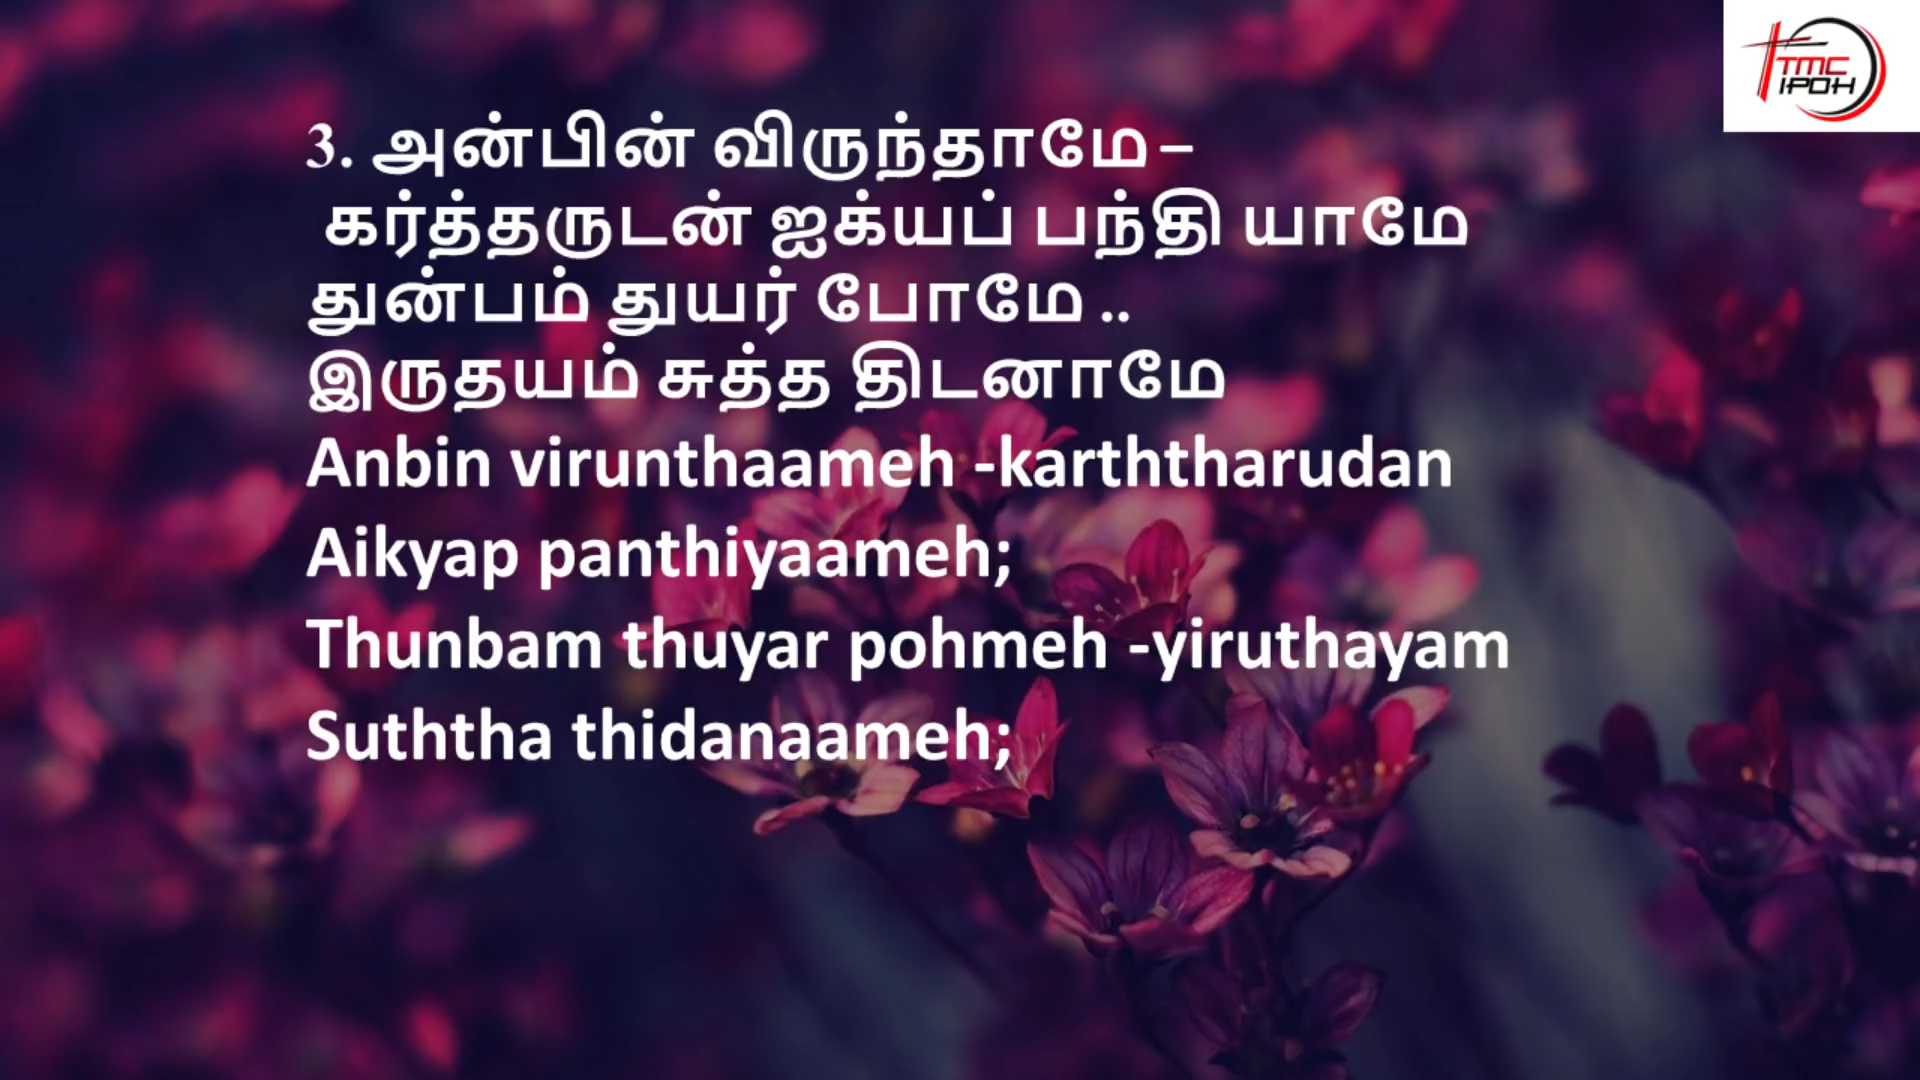 TMC
IPOH
3. அன்பின் விருந்தாமே –
கர்த்தருடன் ஐக்யப் பந்தி யாமே
துன்பம் துயர் போமே ..
இருதயம் சுத்த திடனாமே
Anbin virunthaameh -karththarudan
Aikyap panthiyaameh;
Thunbam thuyar pohmeh -yiruthayam
Suththa thidanaameh;